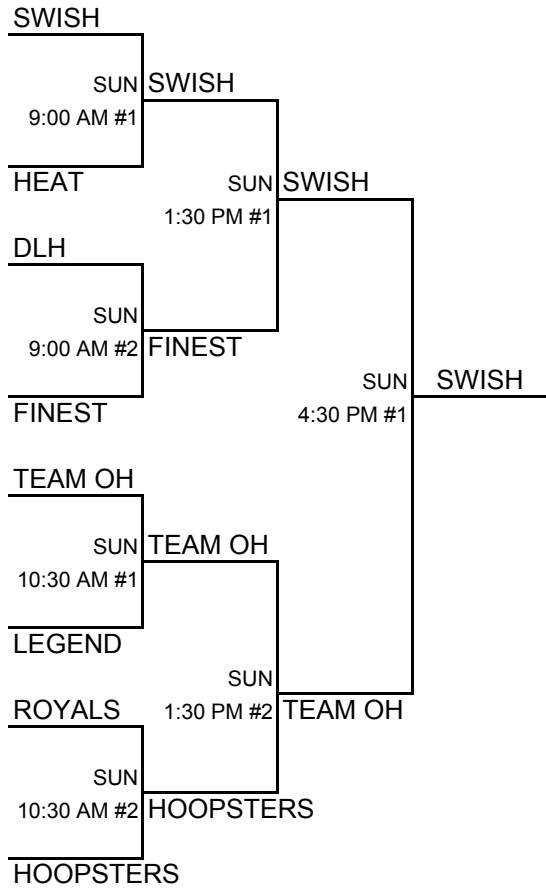 SWISH
SUN
SWISH
9:00 AM #1
HEAT
SUN
SWISH
1:30 PM #1
DLH
SUN
9:00 AM #2
FINEST
FINEST
SUN
SWISH
4:30 PM #1
TEAM OH
SUN
TEAM OH
10:30 AM #1
LEGEND
SUN
1:30 PM #2
TEAM OH
ROYALS
SUN
10:30 AM #2
HOOPSTERS
HOOPSTERS